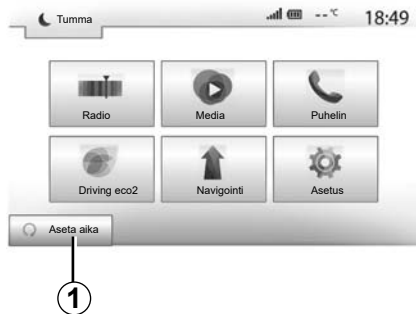 Tumma
--°C
18:49
Radio
Media
Puhelin
Driving eco2
Navigointi
Asetus
Aseta aika
1